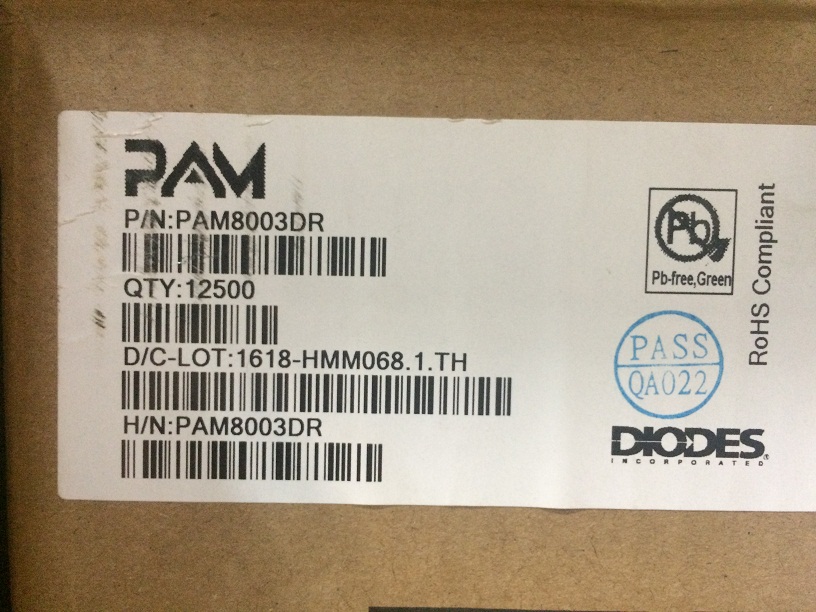 PAM
P/N:PAM8003DR
QTY:12500
D/C-LOT:1618-HMM068.1.TH
H/N:PAM8003DR
Pb
Pb-free,Green
RoHS Compliant
PASS
QA022
DIODES
INCORPORATED